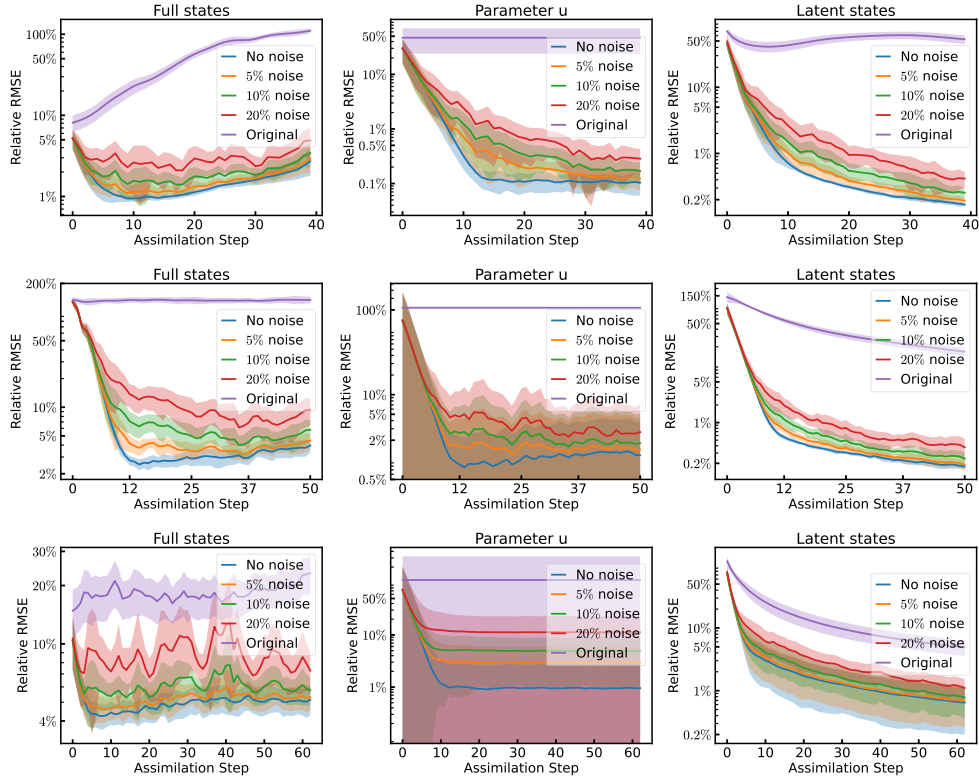 Full states
Relative RMSE
100%
50%
10%
5%
1%
No noise
5% noise
10% noise
20% noise
Original
0 10 20 30 40
Assimilation Step
Parameter u
Relative RMSE
50%
10%
1%
0.5%
0.1%
No noise
5% noise
10% noise
20% noise
Original
0 10 20 30 40
Assimilation Step
Latent states
Relative RMSE
50%
10%
5%
1%
0.2%
No noise
5% noise
10% noise
20% noise
Original
0 10 20 30 40
Assimilation Step
Full states
Relative RMSE
200%
50%
10%
5%
2%
No noise
5% noise
10% noise
20% noise
Original
0 12 25 37 50
Assimilation Step
Parameter u
Relative RMSE
100%
10%
5%
2%
0.5%
No noise
5% noise
10% noise
20% noise
Original
0 12 25 37 50
Assimilation Step
Latent states
Relative RMSE
150%
50%
5%
1%
0.2%
No noise
5% noise
10% noise
20% noise
Original
0 12 25 37 50
Assimilation Step
Full states
Relative RMSE
30%
20%
10%
4%
No noise
5% noise
10% noise
20% noise
Original
0 10 20 30 40 50 60
Assimilation Step
Parameter u
Relative RMSE
50%
10%
1%
No noise
5% noise
10% noise
20% noise
Original
0 10 20 30 40 50 60
Assimilation Step
Latent states
Relative RMSE
50%
10%
5%
1%
0.2%
No noise
5% noise
10% noise
20% noise
Original
0 10 20 30 40 50 60
Assimilation Step